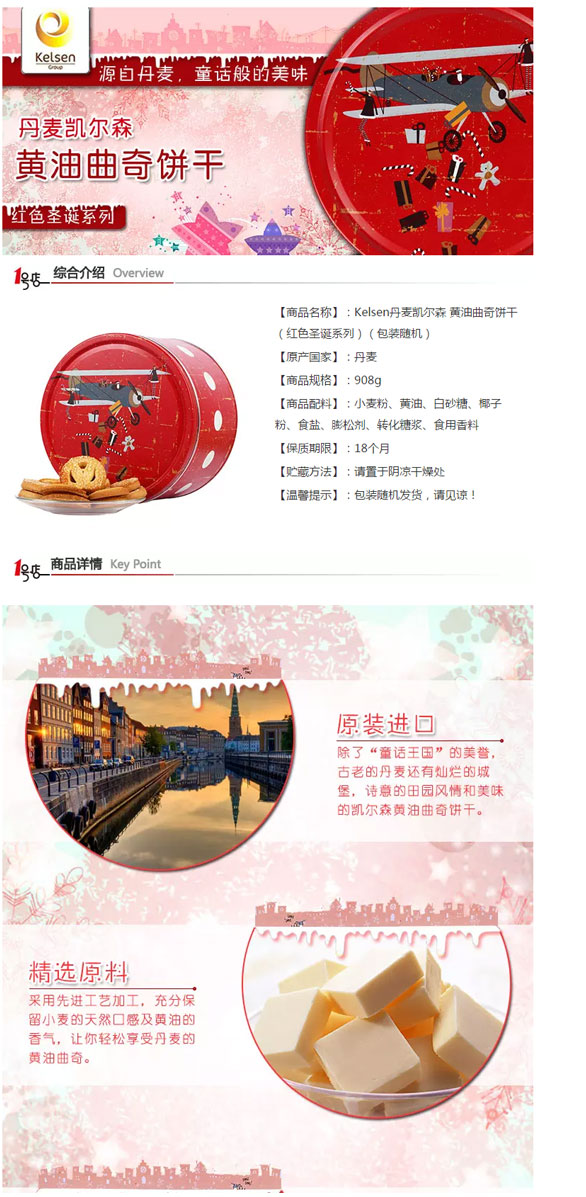 Kelsen
Group
源自丹麦，童话般的美味
丹麦凯尔森
黄油曲奇饼干
红色圣诞系列
1号店 综合介绍 Overview
【商品名称】：Kelsen丹麦凯尔森 黄油曲奇饼干
（红色圣诞系列）（包装随机）
【原产国家】：丹麦
【商品规格】：908g
【商品配料】：小麦粉、黄油、白砂糖、椰子
粉、食盐、膨松剂、转化糖浆、食用香料
【保质期限】：18个月
【贮藏方法】：请置于阴凉干燥处
【温馨提示】：包装随机发货，请见谅！
1号店 商品详情 Key Point
原装进口
除了“童话王国”的美誉，
古老的丹麦还有灿烂的城
堡，诗意的田园风情和美味
的凯尔森黄油曲奇饼干。
精选原料
采用先进工艺加工，充分保
留小麦的天然口感及黄油的
香气，让你轻松享受丹麦的
黄油曲奇。